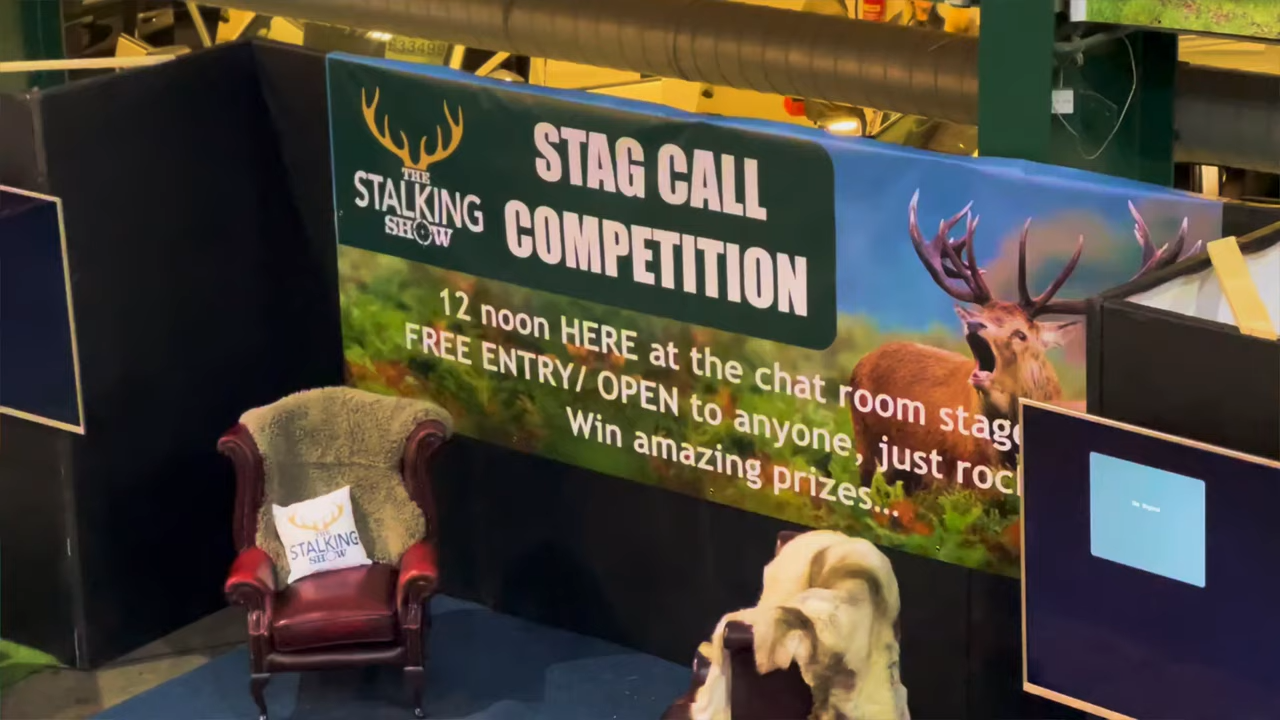 THE
STALKING
SHOW
STAG CALL
COMPETITION
12 noon HERE at the chat room stage
FREE ENTRY/ OPEN to anyone, just roc
Win amazing prizes...
THE
STALKING
SHOW